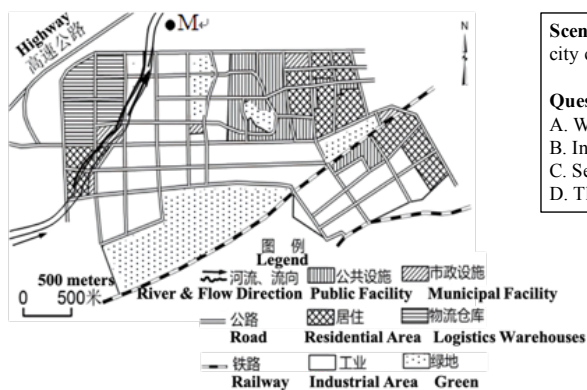 Highway
高速公路
M
N
500 meters
0 500米
图 例
Legend
河流、流向 公共设施 市政设施
River & Flow Direction Public Facility Municipal Facility
公路 居住 物流仓库
Road Residential Area Logistics Warehouses
铁路 工业 绿地
Railway Industrial Area Green
Scen
city
Ques
A. W
B. In
C. Se
D. Tl